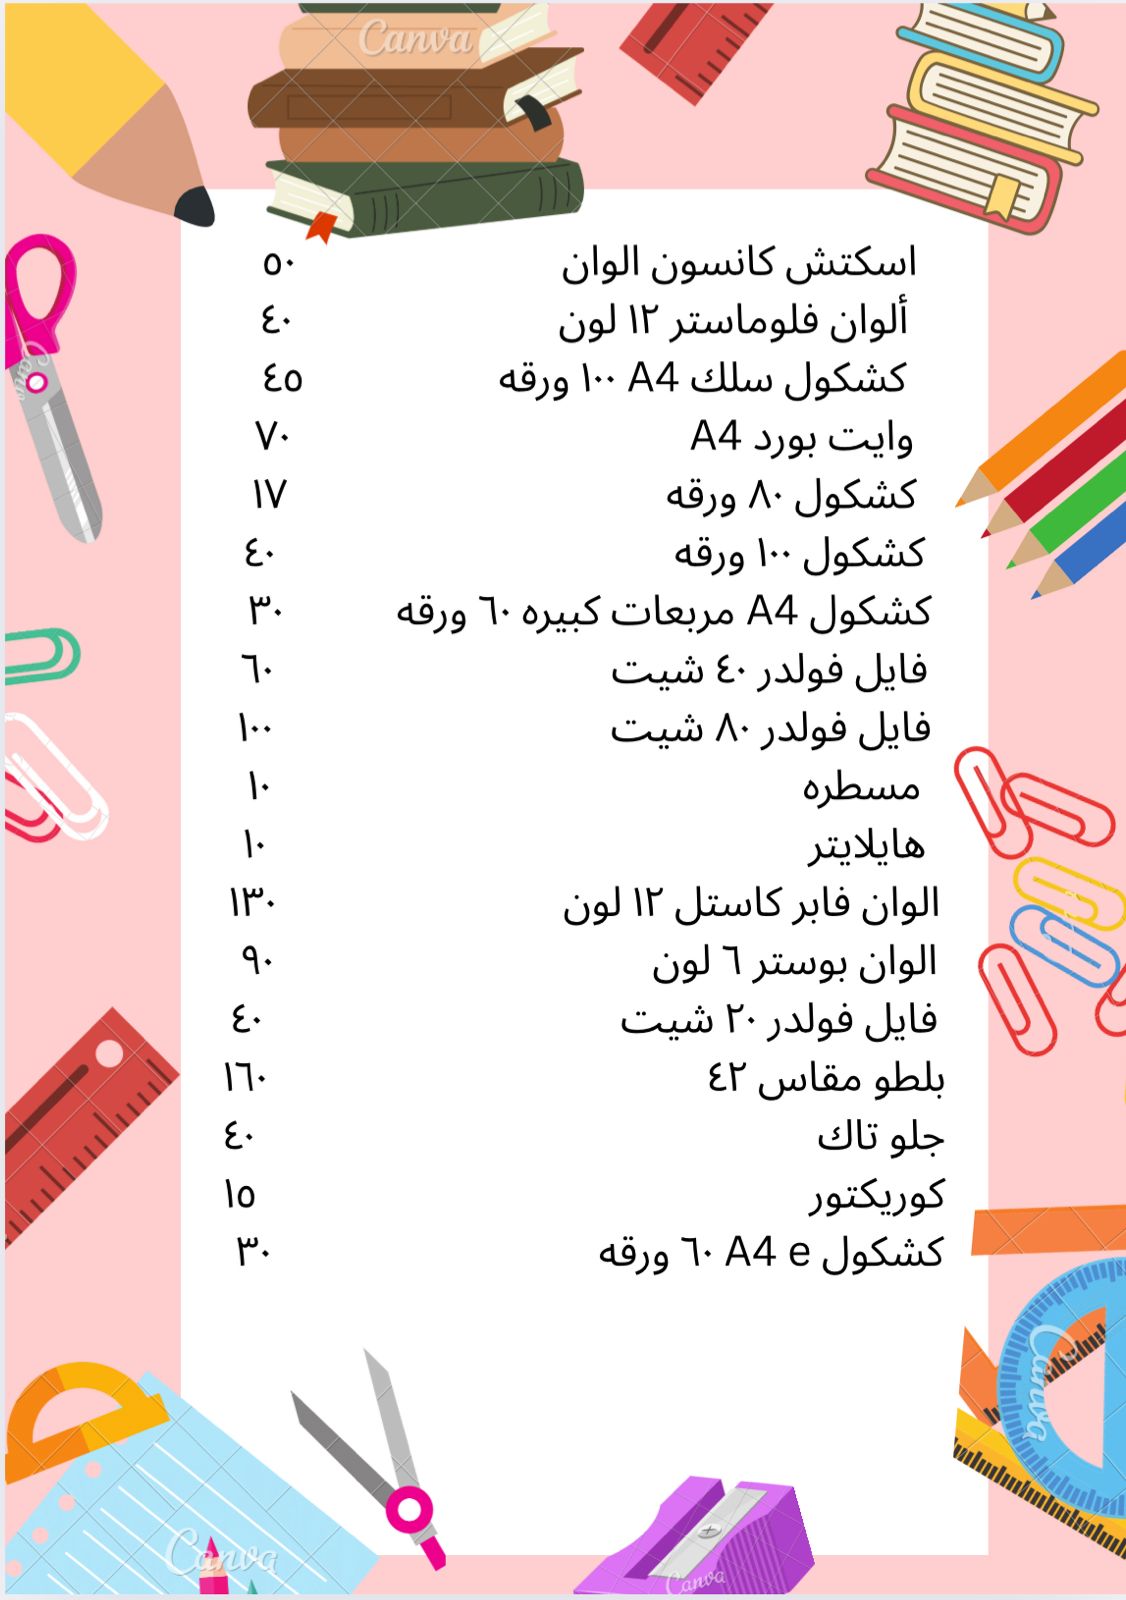 Canva
اسكتش كانسون الوان ٥٠
ألوان فلوماستر ١٢ لون ٤٠
كشكول سلك A4 ١٠٠ ورقه ٤٥
وايت بورد A4 ٧٠
كشكول ٨٠ ورقه ١٧
كشكول ١٠٠ ورقه ٤٠
كشكول A4 مربعات كبيره ٦٠ ورقه ٣٠
فايل فولدر ٤٠ شيت ٦٠
فايل فولدر ٨٠ شيت ١٠٠
مسطره ١٠
هايلايتر ١٠
الوان فابر كاستل ١٢ لون ١٣٠
الوان بوستر ٦ لون ٩٠
فايل فولدر ٢٠ شيت ٤٠
بلطو مقاس ٤٢ ١٦٠
جلو تاك ٤٠
كوريكتور ١٥
كشكول A4 e ٦٠ ورقه ٣٠
Canva
Canva
Canva
Canva